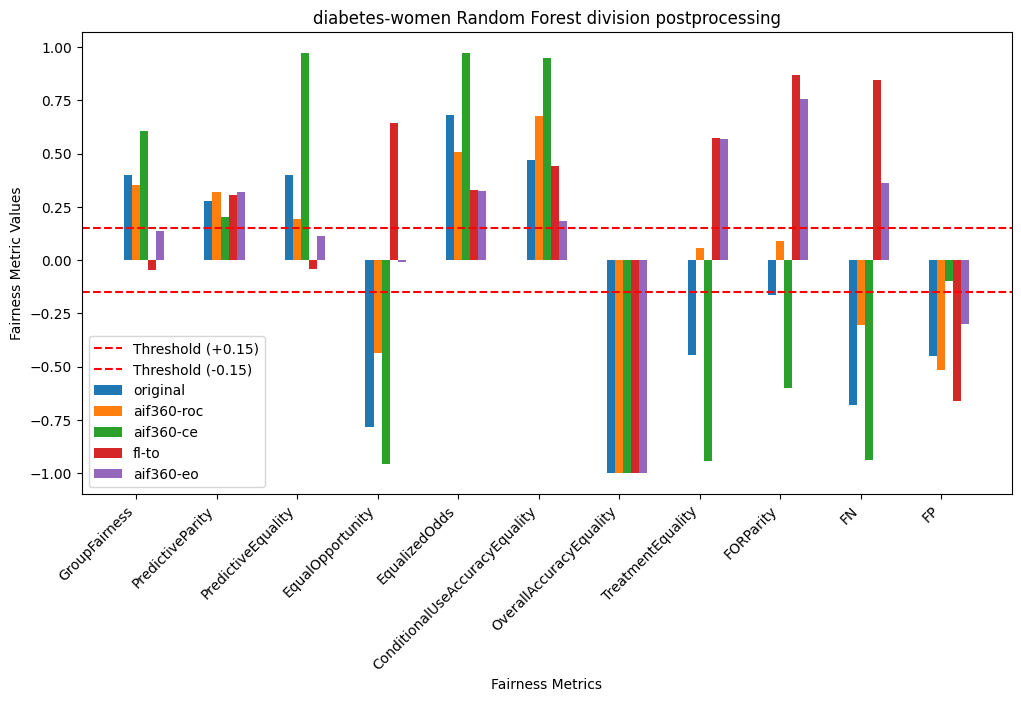 diabetes-women Random Forest division postprocessing
1.00
0.75
0.50
0.25
0.00
−0.25
−0.50
−0.75
−1.00
Fairness Metric Values
Threshold (+0.15)
Threshold (-0.15)
original
aif360-roc
aif360-ce
fl-to
aif360-eo
GroupFairness
PredictiveParity
PredictiveEquality
EqualOpportunity
EqualizedOdds
ConditionalUseAccuracyEquality
OverallAccuracyEquality
TreatmentEquality
FORParity
FN
FP
Fairness Metrics